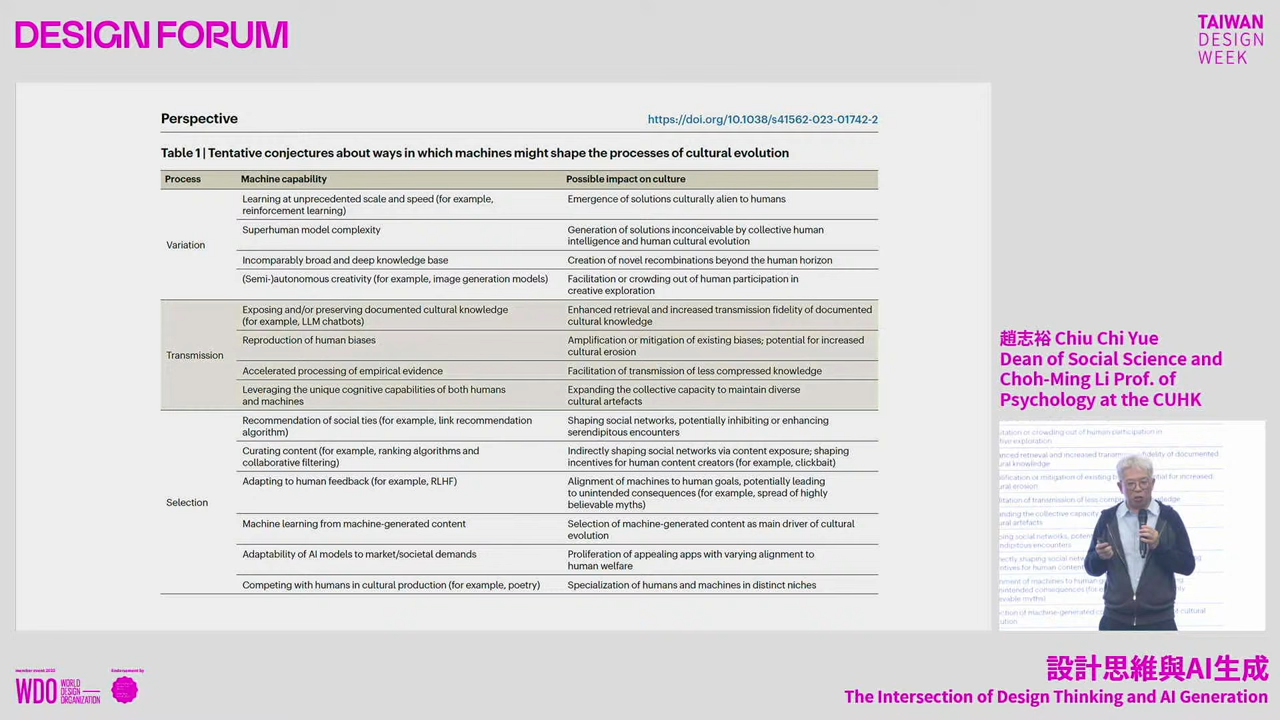 DESIGN FORUM
TAIWAN
DESIGN
WEEK
Perspective
https://doi.org/10.1038/s41562-023-01742-2
Table 1 | Tentative conjectures about ways in which machines might shape the processes of cultural evolution
Process Machine capability Possible impact on culture
Variation
Learning at unprecedented scale and speed (for example,
reinforcement learning)
Emergence of solutions culturally alien to humans
Superhuman model complexity
Generation of solutions inconceivable by collective human
intelligence and human cultural evolution
Incomparably broad and deep knowledge base
Creation of novel recombinations beyond the human horizon
(Semi-)autonomous creativity (for example, image generation models)
Facilitation or crowding out of human participation in
creative exploration
Transmission
Exposing and/or preserving documented cultural knowledge
(for example, LLM chatbots)
Enhanced retrieval and increased transmission fidelity of documented
cultural knowledge
Reproduction of human biases
Amplification or mitigation of existing biases; potential for increased
cultural erosion
Accelerated processing of empirical evidence
Facilitation of transmission of less compressed knowledge
Leveraging the unique cognitive capabilities of both humans
and machines
Expanding the collective capacity to maintain diverse
cultural artefacts
Selection
Recommendation of social ties (for example, link recommendation
algorithm)
Shaping social networks, potentially inhibiting or enhancing
serendipitous encounters
Curating content (for example, ranking algorithms and
collaborative filtering)
Indirectly shaping social networks via content exposure; shaping
incentives for human content creators (for example, clickbait)
Adapting to human feedback (for example, RLHF)
Alignment of machines to human goals, potentially leading
to unintended consequences (for example, spread of highly
believable myths)
Machine learning on generated content
Selection of machine-generated content as main driver of cultural
evolution
Adaptability of algorithms to market/societal demands
Proliferation of appealing apps with varying alignment to
human welfare
Competing with humans in cultural production (for example, poetry)
Specialization of humans and machines in distinct niches
趙志裕 Chiu Chi Yue
Dean of Social Science and
Choh-Ming Li Prof. of
Psychology at the CUHK
member week 2023
WDO WORLD
DESIGN
ORGANIZATION
Endorsement by
設計思維與AI生成
The Intersection of Design Thinking and AI Generation